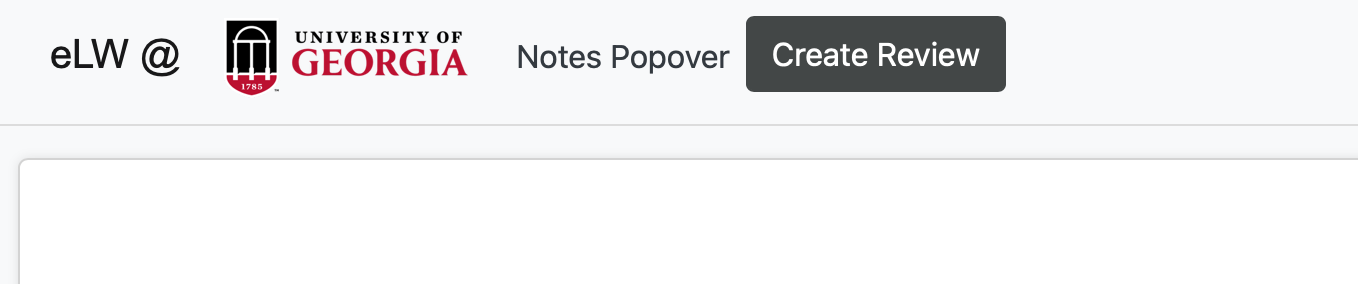 eLW @
UNIVERSITY OF
GEORGIA
1785
Notes Popover
Create Review